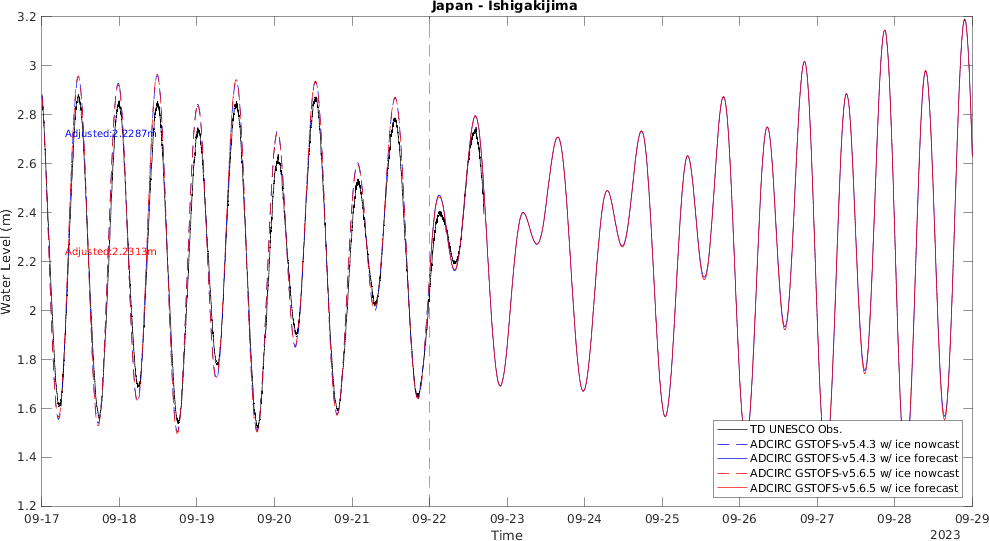 Japan - Ishigakijima
3.2
3
2.8
2.6
2.4
2.2
2
1.8
1.6
1.4
1.2
Water Level (m)
Adjusted:2.2287m
Adjusted:2.2313m
TD UNESCO Obs.
ADCIRC GSTOFS-v5.4.3 w/ ice nowcast
ADCIRC GSTOFS-v5.4.3 w/ ice forecast
ADCIRC GSTOFS-v5.6.5 w/ ice nowcast
ADCIRC GSTOFS-v5.6.5 w/ ice forecast
09-17 09-18 09-19 09-20 09-21 09-22 09-23 09-24 09-25 09-26 09-27 09-28 09-29
Time
2023